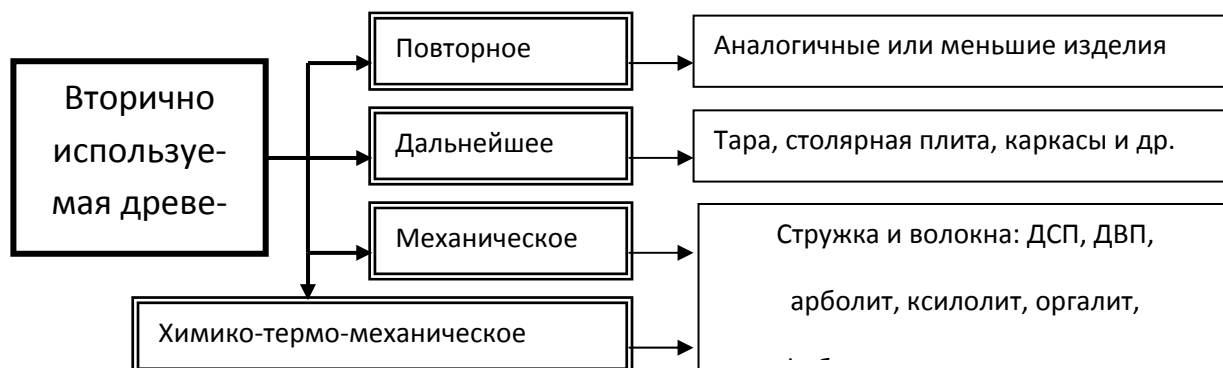 Вторично
используе-
мая древе-
Повторное
Аналогичные или меньшие изделия
Дальнейшее
Тара, столярная плита, каркасы и др.
Механическое
Химико-термо-механическое
Стружка и волокна: ДСП, ДВП,
арболит, ксилолит, оргалит,